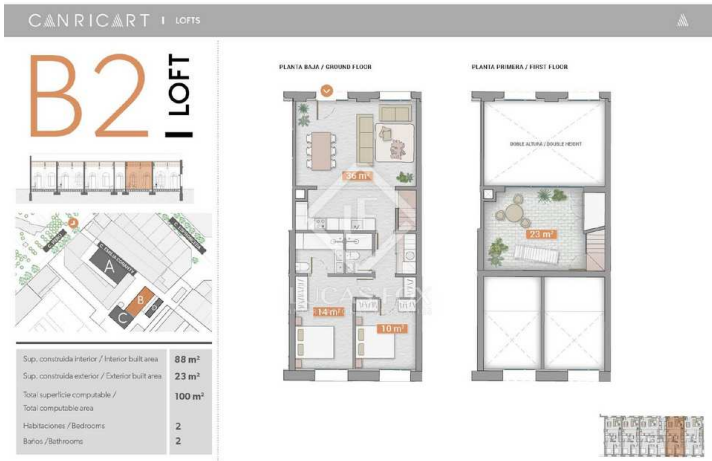 CANRICART | LOFTS
B2 | LOFT
PLANTA BAJA / GROUND FLOOR
PLANTA PRIMERA / FIRST FLOOR
36 m²
14 m²
10 m²
DOBLE ALTURA / DOUBLE HEIGHT
23 m²
LUCAS FOX
A
B
C
Sup. construida interior / Interior built area 88 m²
Sup. construida exterior / Exterior built area 23 m²
Total superficie computable / 100 m²
Total computable area
Habitaciones / Bedrooms 2
Baños / Bathrooms 2